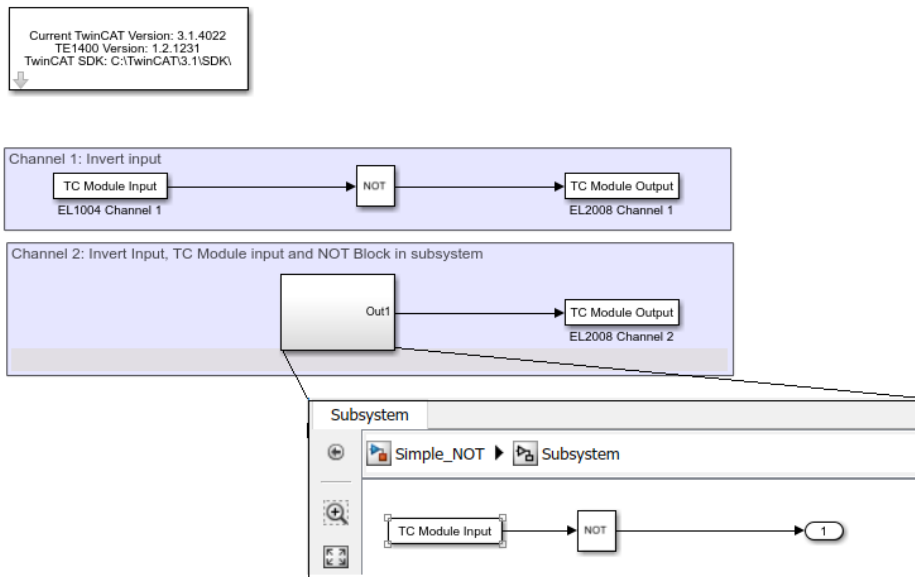 Current TwinCAT Version: 3.1.4022
TE1400 Version: 1.2.1231
TwinCAT SDK: C:\TwinCAT\3.1\SDK\
Channel 1: Invert input
TC Module Input
NOT
TC Module Output
EL1004 Channel 1
EL2008 Channel 1
Channel 2: Invert Input, TC Module input and NOT Block in subsystem
Out1
TC Module Output
EL2008 Channel 2
Subsystem
Simple_NOT
Subsystem
TC Module Input
NOT
1